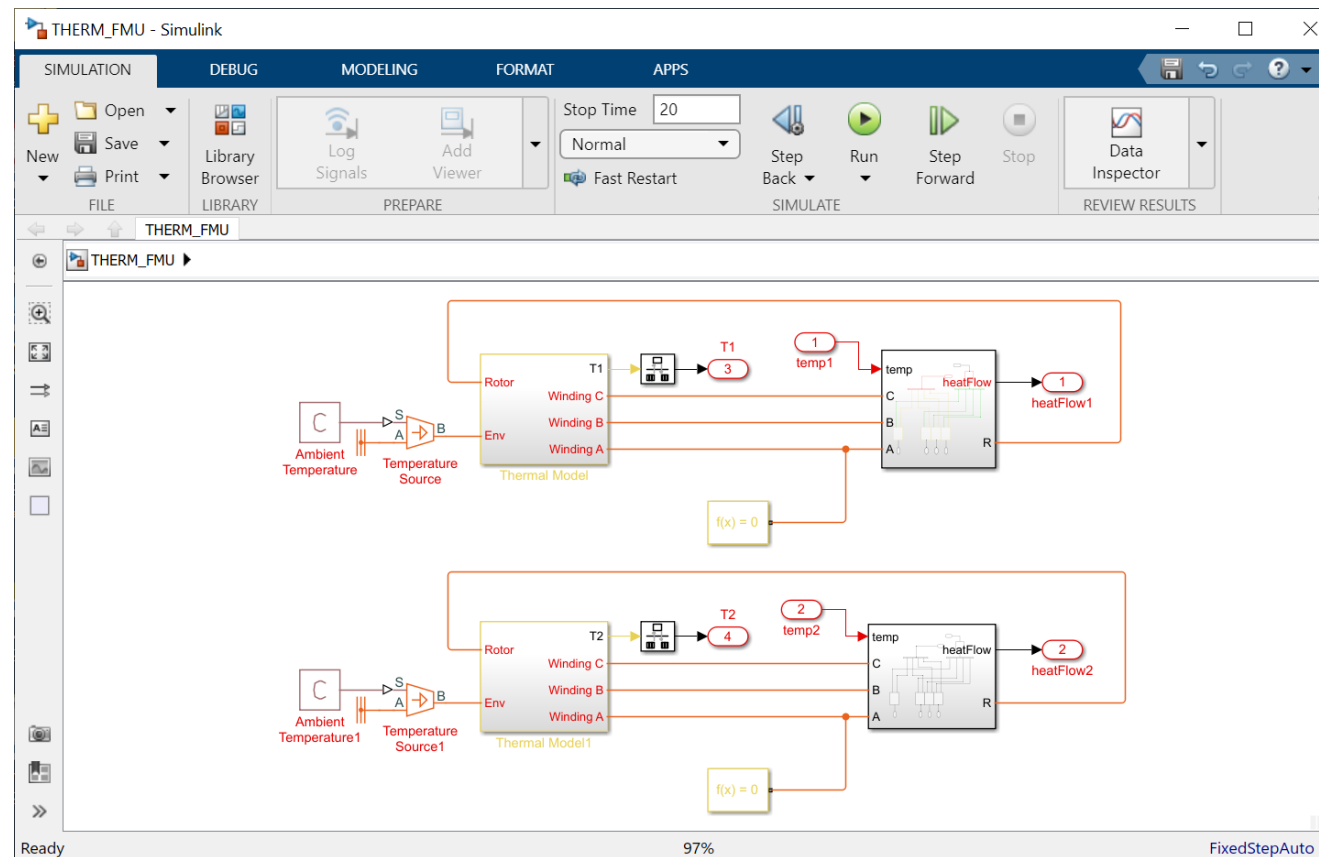 THERM_FMU - Simulink
SIMULATION DEBUG MODELING FORMAT APPS
New
Open
Save
Print
FILE
Library
Browser
LIBRARY
Log
Signals
Add
Viewer
PREPARE
Stop Time 20
Normal
Fast Restart
Step
Back
Run
Step
Forward
Stop
SIMULATE
Data
Inspector
REVIEW RESULTS
THERM_FMU
THERM_FMU
C
Ambient
Temperature
S
A
B
Temperature
Source
Rotor
Env
T1
Winding C
Winding B
Winding A
Thermal Model
T1
3
1
temp1
temp
C
B
A
heatFlow
R
1
heatFlow1
f(x) = 0
C
Ambient
Temperature1
S
A
B
Temperature
Source1
Rotor
Env
T2
Winding C
Winding B
Winding A
Thermal Model1
T2
4
2
temp2
temp
C
B
A
heatFlow
R
2
heatFlow2
f(x) = 0
Ready 97% FixedStepAuto